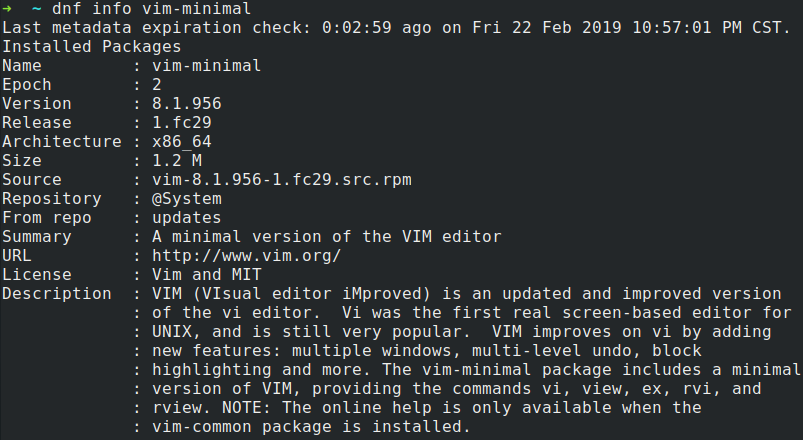 ➜  ~ dnf info vim-minimal
Last metadata expiration check: 0:02:59 ago on Fri 22 Feb 2019 10:57:01 PM CST.
Installed Packages
Name         : vim-minimal
Epoch        : 2
Version      : 8.1.956
Release      : 1.fc29
Architecture : x86_64
Size         : 1.2 M
Source       : vim-8.1.956-1.fc29.src.rpm
Repository   : @System
From repo    : updates
Summary      : A minimal version of the VIM editor
URL          : http://www.vim.org/
License      : Vim and MIT
Description  : VIM (VIsual editor iMproved) is an updated and improved version
             : of the vi editor.  Vi was the first real screen-based editor for
             : UNIX, and is still very popular.  VIM improves on vi by adding
             : new features: multiple windows, multi-level undo, block
             : highlighting and more. The vim-minimal package includes a minimal
             : version of VIM, providing the commands vi, view, ex, rvi, and
             : rview. NOTE: The online help is only available when the
             : vim-common package is installed.